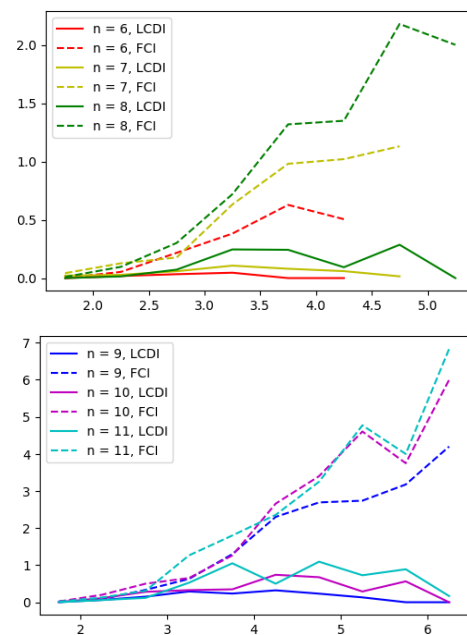 2.0
1.5
1.0
0.5
0.0
n = 6, LCDI
n = 6, FCI
n = 7, LCDI
n = 7, FCI
n = 8, LCDI
n = 8, FCI
2.0 2.5 3.0 3.5 4.0 4.5 5.0
7
6
5
4
3
2
1
0
n = 9, LCDI
n = 9, FCI
n = 10, LCDI
n = 10, FCI
n = 11, LCDI
n = 11, FCI
2 3 4 5 6